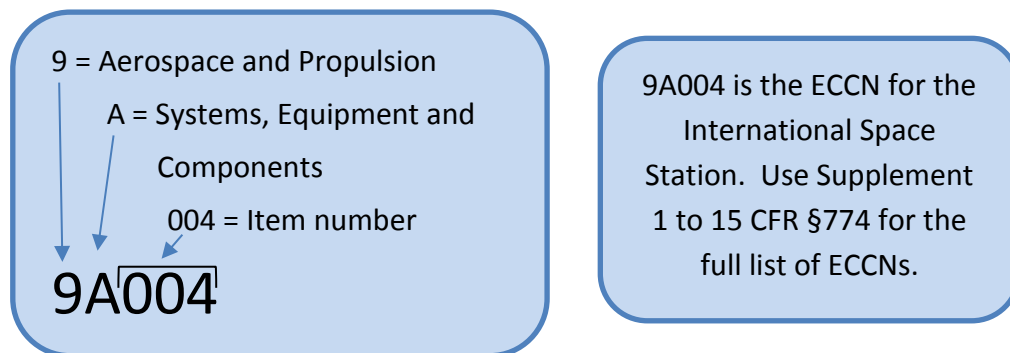 9 = Aerospace and Propulsion
A = Systems, Equipment and
Components
004 = Item number
9A004
9A004 is the ECCN for the
International Space
Station.  Use Supplement
1 to 15 CFR §774 for the
full list of ECCNs.